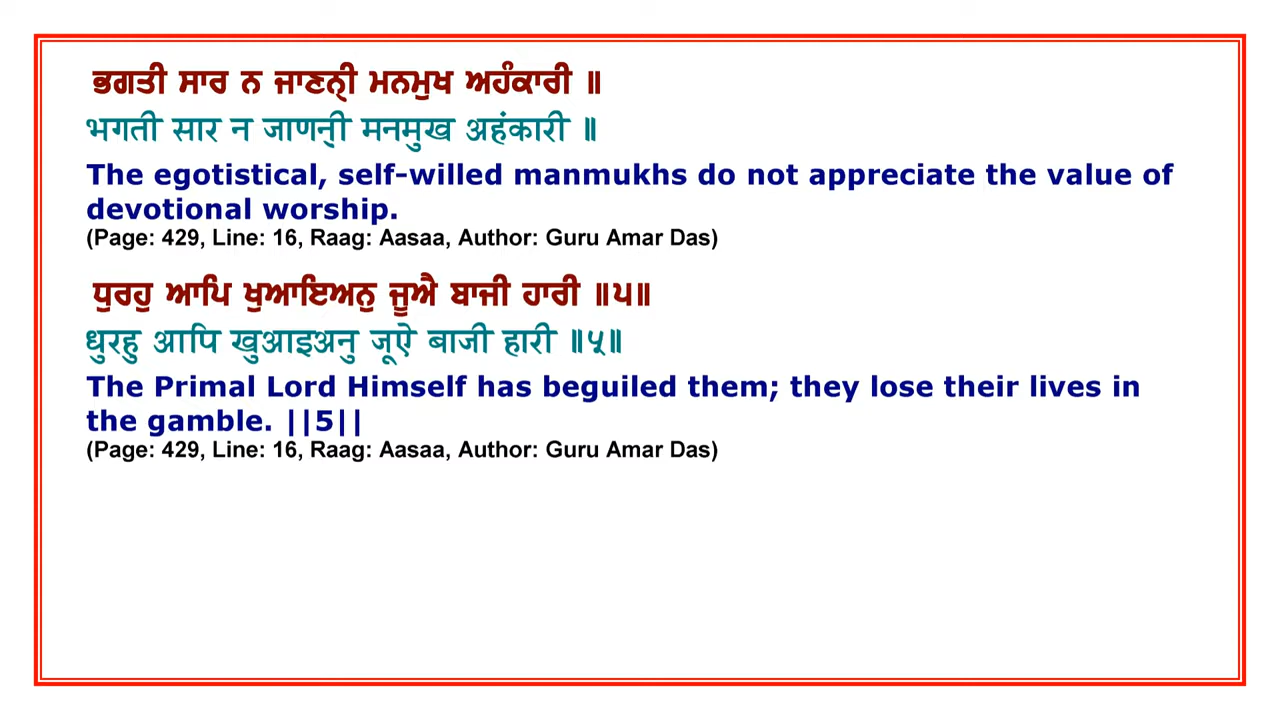 ਭਗਤੀ ਸਾਰ ਨ ਜਾਣਨ੍ਹੀ ਮਨਮੁਖ ਅਹੰਕਾਰੀ ॥
भगती सार न जाणन्ही मनमुख अहंकारी ॥
The egotistical, self-willed manmukhs do not appreciate the value of
devotional worship.
(Page: 429, Line: 16, Raag: Aasaa, Author: Guru Amar Das)
ਧੁਰਹੁ ਆਪਿ ਖੁਆਇਅਨੁ ਜੂਐ ਬਾਜੀ ਹਾਰੀ ॥੫॥
धुरहु आपि खुआइअनु जूऐ बाजी हारी ॥५॥
The Primal Lord Himself has beguiled them; they lose their lives in
the gamble. ||5||
(Page: 429, Line: 16, Raag: Aasaa, Author: Guru Amar Das)